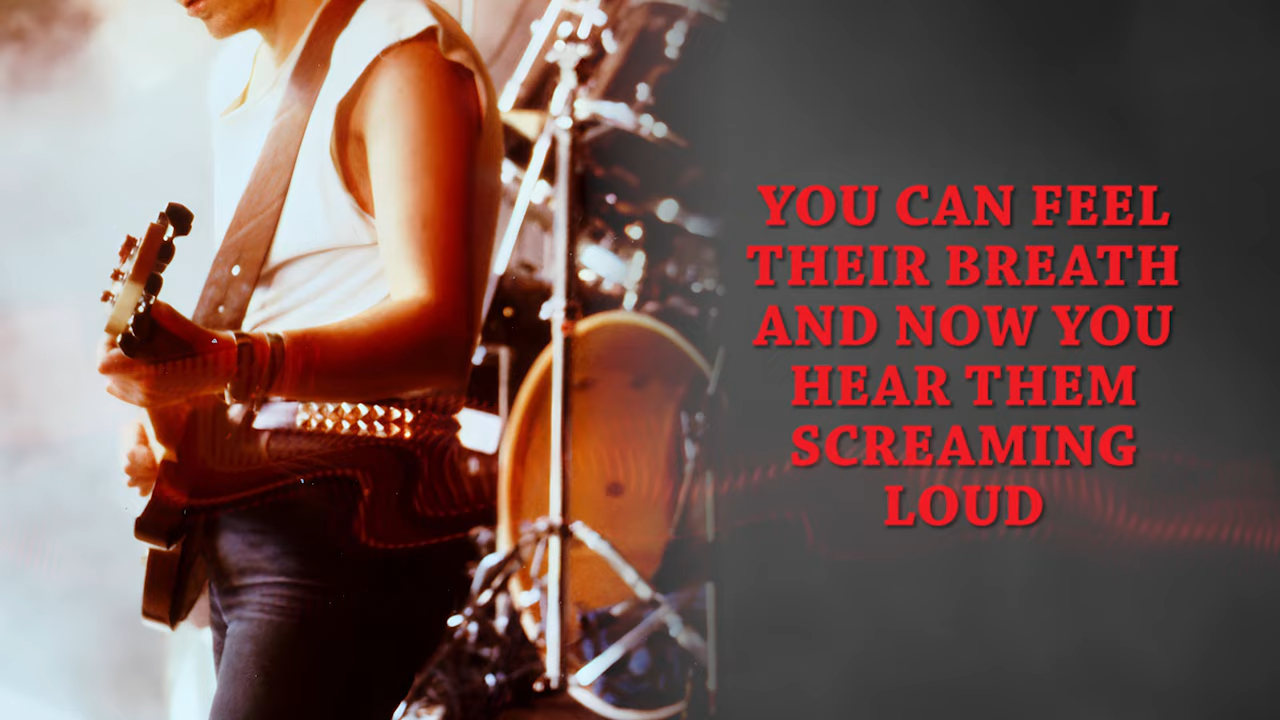 YOU CAN FEEL
THEIR BREATH
AND NOW YOU
HEAR THEM
SCREAMING
LOUD